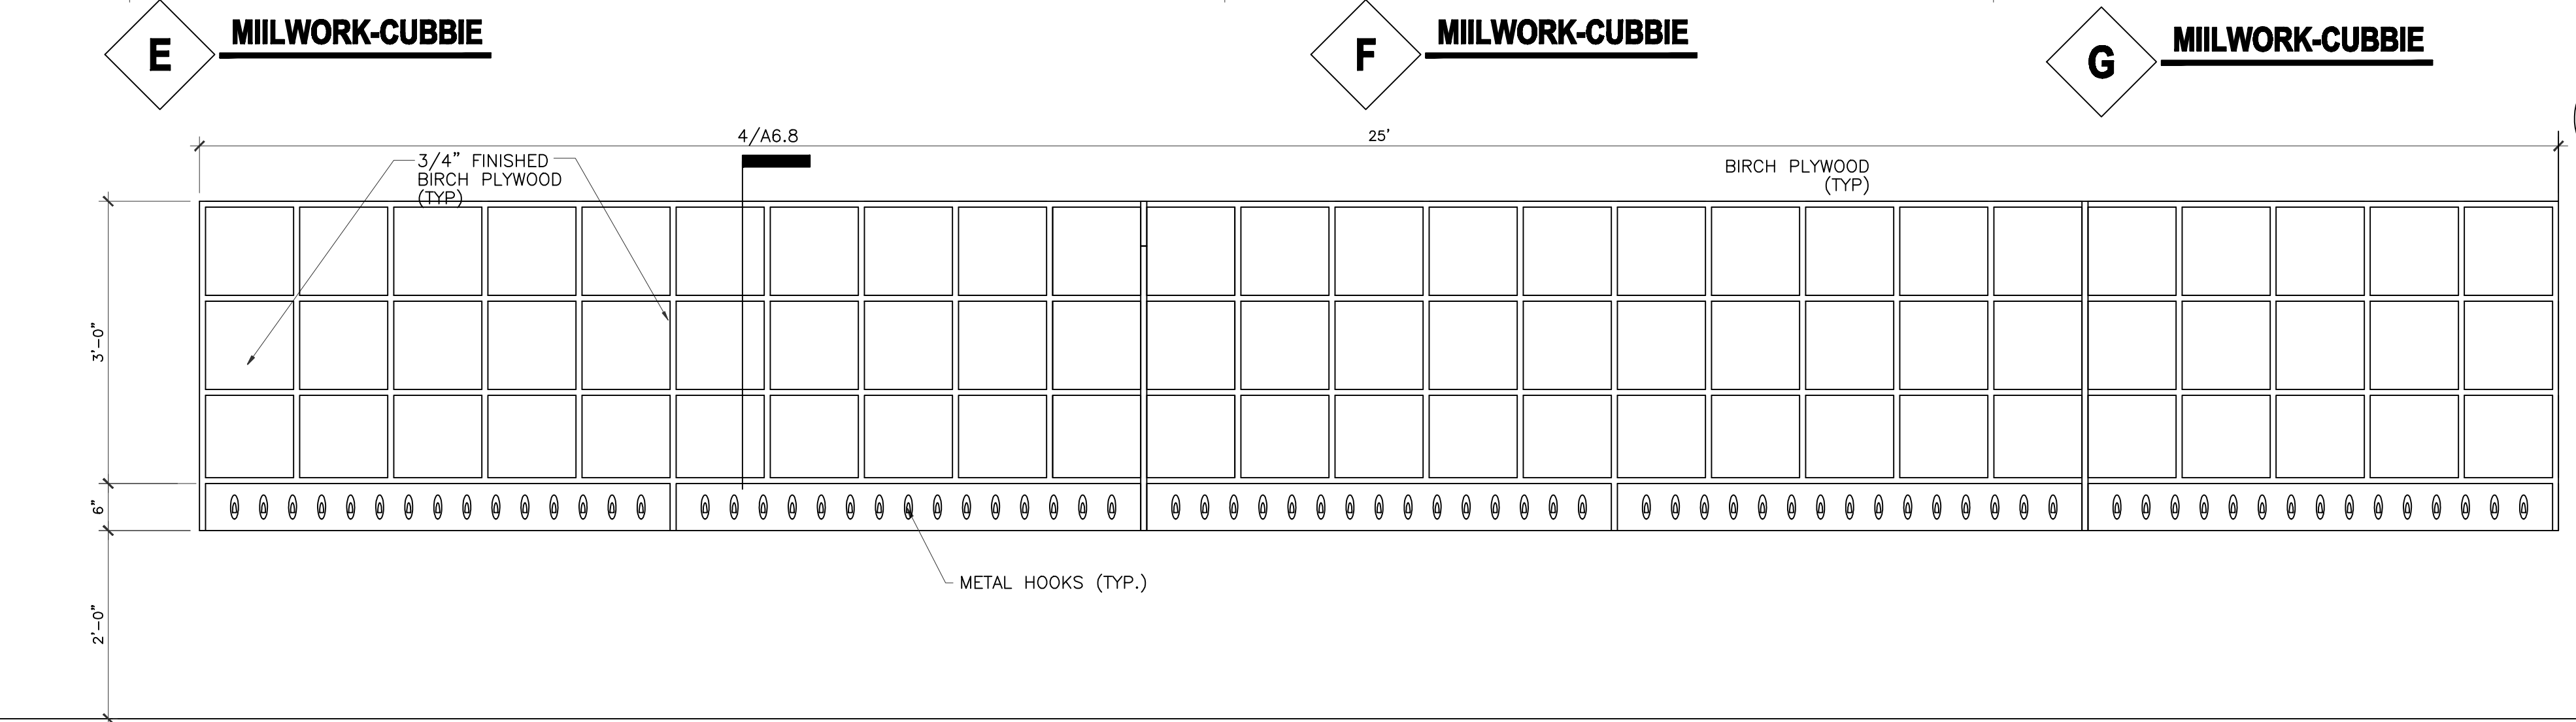 E MIILWORK-CUBBIE
F MIILWORK-CUBBIE
G MIILWORK-CUBBIE
4/A6.8
25'
3/4" FINISHED
BIRCH PLYWOOD
(TYP)
BIRCH PLYWOOD
(TYP)
3'-0"
6"
METAL HOOKS (TYP.)
2'-0"